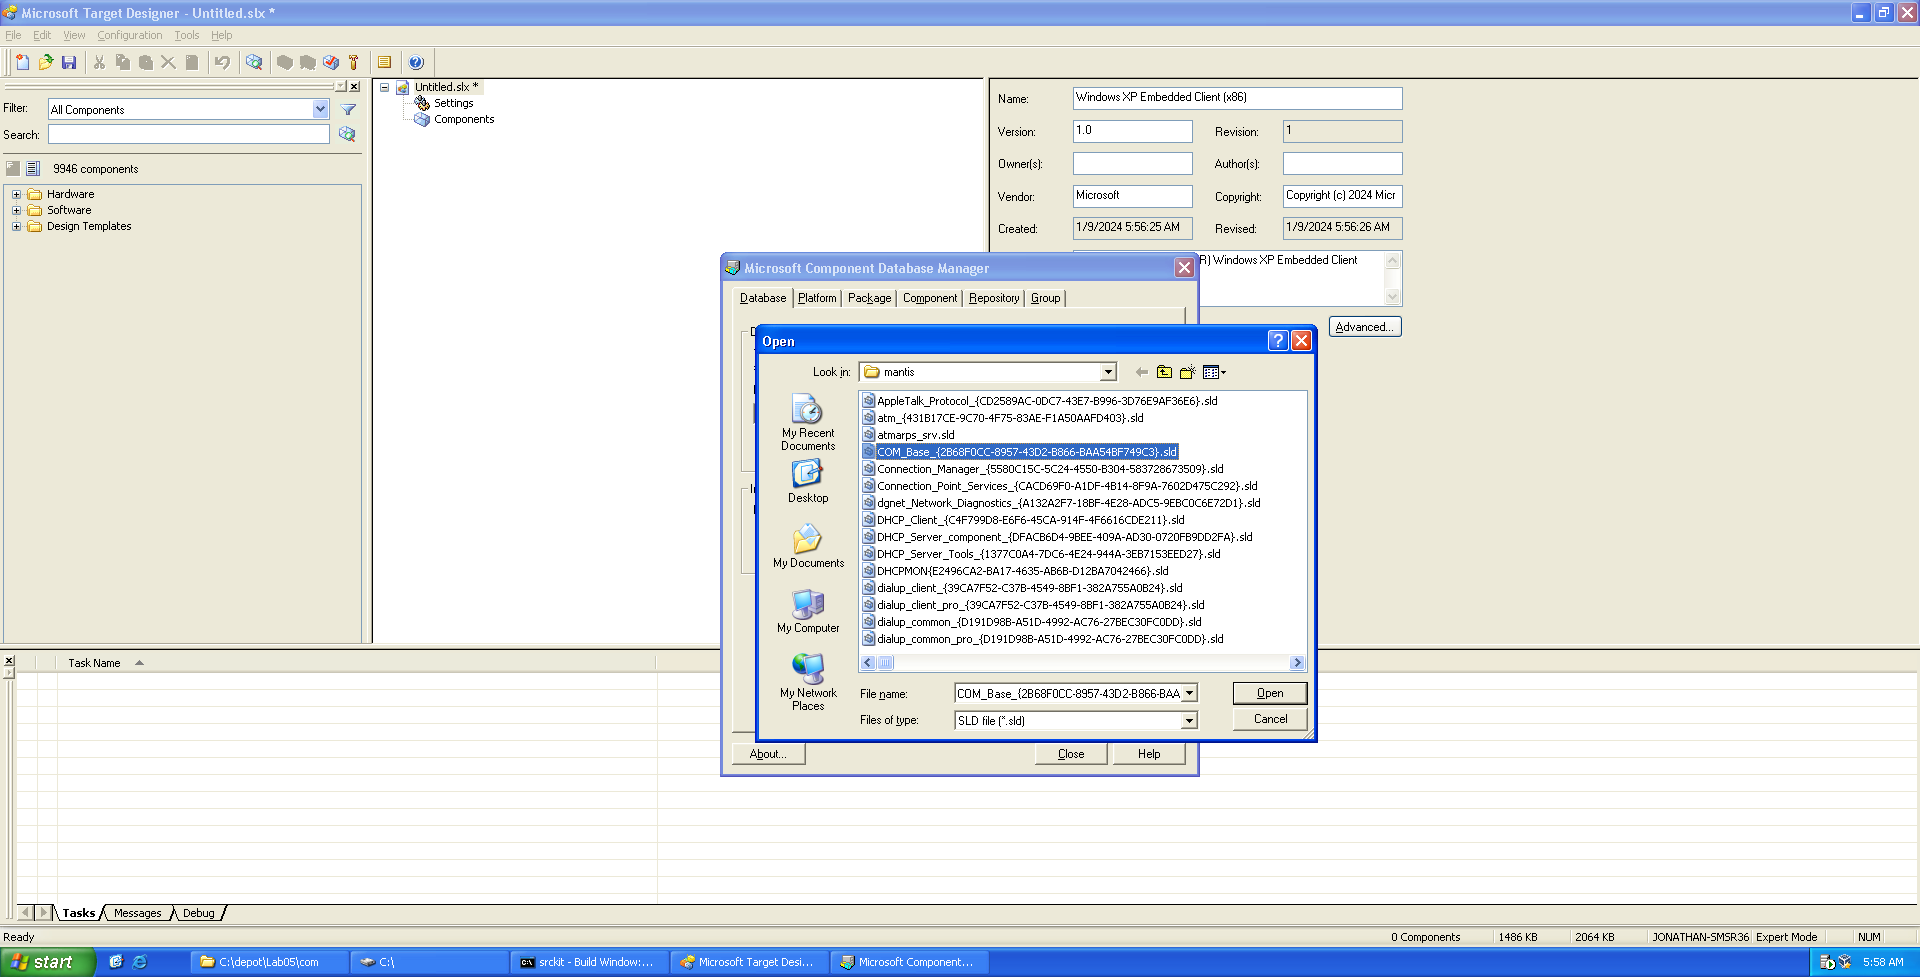 Microsoft Target Designer - Untitled.slx *
File Edit View Configuration Tools Help
Filter: All Components
Search:
9946 components
Hardware
Software
Design Templates
Untitled.slx *
Settings
Components
Name: Windows XP Embedded Client (x86)
Version: 1.0 Revision: 1
Owner(s): Author(s):
Vendor: Microsoft Copyright: Copyright (c) 2024 Micr
Created: 1/9/2024 5:56:25 AM Revised: 1/9/2024 5:56:26 AM
R) Windows XP Embedded Client
Advanced...
Microsoft Component Database Manager
Database Platform Package Component Repository Group
Open
Look in: mantis
My Recent Documents
Desktop
My Documents
My Computer
My Network Places
AppleTalk_Protocol_{CD2589AC-0DC7-43E7-B996-3D76E9AF36E6}.sld
atm_{431B17CE-9C70-4F75-83AE-F1A50AAFD403}.sld
atmarps_srv.sld
COM_Base_{2B68F0CC-8957-43D2-B866-BAA54BF749C3}.sld
Connection_Manager_{5580C15C-5C24-4550-B304-583728673509}.sld
Connection_Point_Services_{CACD69F0-A1DF-4B14-8F9A-7602D475C292}.sld
dgnet_Network_Diagnostics_{A132A2F7-18BF-4E28-ADC5-9EBC0C6E72D1}.sld
DHCP_Client_{C4F799D8-E6F6-45CA-914F-4F6616CDE211}.sld
DHCP_Server_component_{DFACB6D4-9BEE-409A-AD30-0720FB9DD2FA}.sld
DHCP_Server_Tools_{1377C0A4-7DC6-4E24-944A-3EB7153EED27}.sld
DHCPMON{E2496CA2-BA17-4635-AB6B-D12BA7042466}.sld
dialup_client_{39CA7F52-C37B-4549-8BF1-382A755A0B24}.sld
dialup_client_pro_{39CA7F52-C37B-4549-8BF1-382A755A0B24}.sld
dialup_common_{D191D98B-A51D-4992-AC76-27BEC30FC0DD}.sld
dialup_common_pro_{D191D98B-A51D-4992-AC76-27BEC30FC0DD}.sld
File name: COM_Base_{2B68F0CC-8957-43D2-B866-BAA Open
Files of type: SLD file (*.sld) Cancel
About... Close Help
Task Name
Tasks Messages Debug
Ready 0 Components 1486 KB 2064 KB JONATHAN-SMSR36 Expert Mode NUM
start C:\depot\Lab05\com C:\ srckit - Build Window:... Microsoft Target Desi... Microsoft Component... 5:58 AM